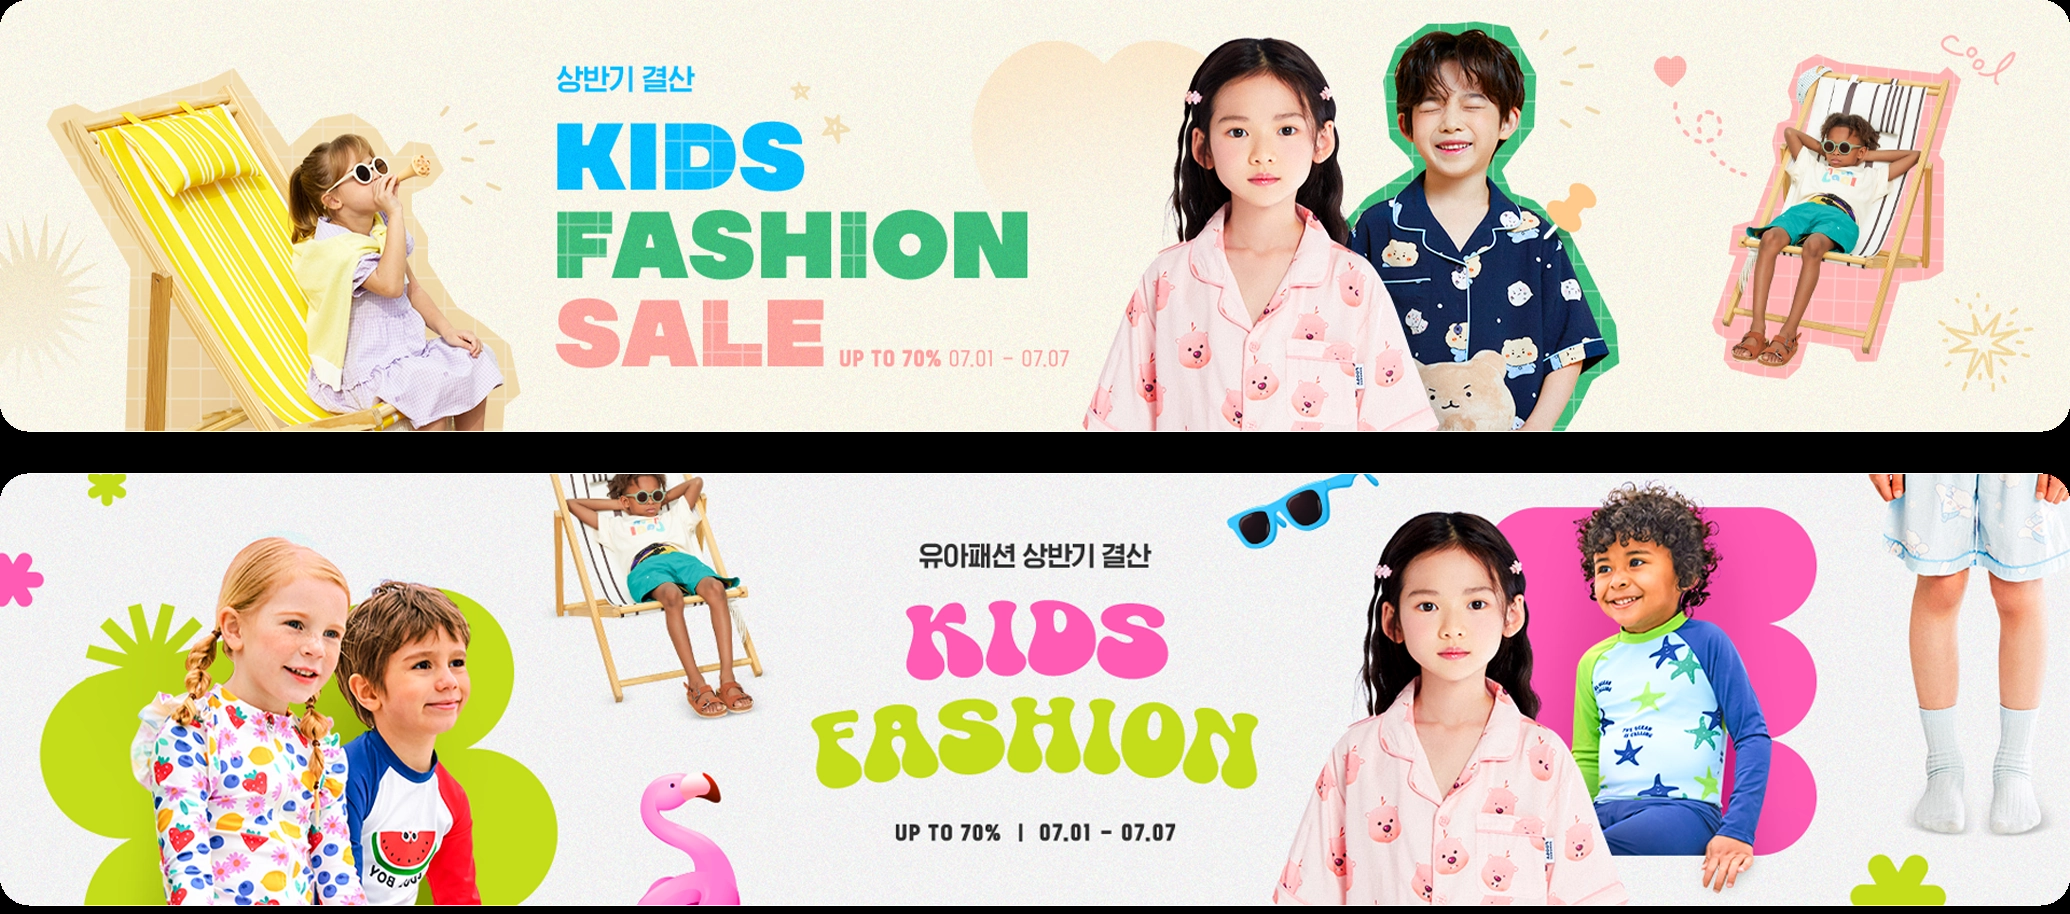 상반기 결산
KIDS
FASHION
SALE
UP TO 70% 07.01 - 07.07
cool
유아패션 상반기 결산
KIDS
FASHION
UP TO 70% | 07.01 - 07.07